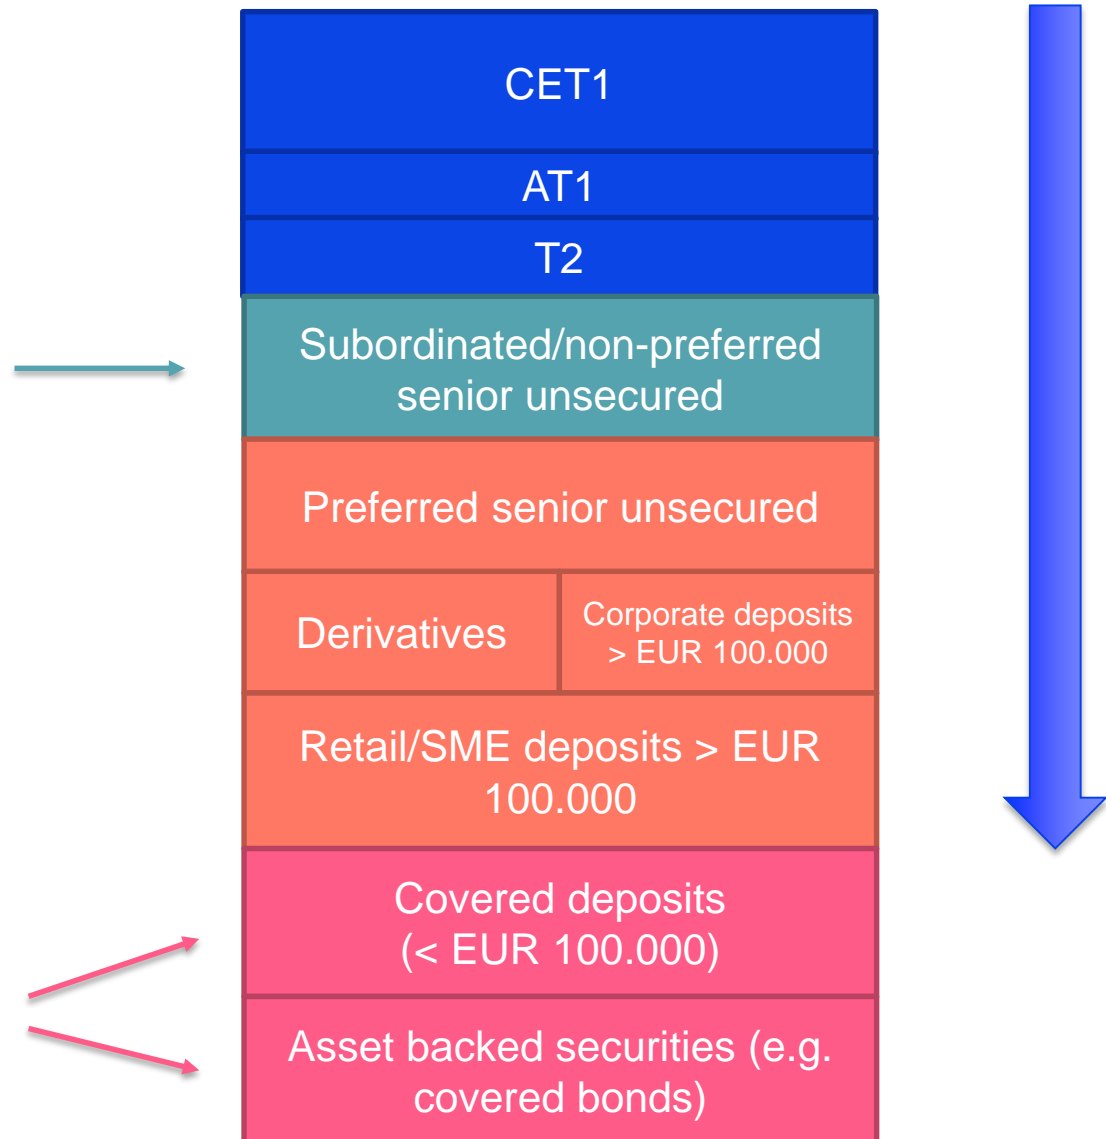 CET1
AT1
T2
Subordinated/non-preferred
senior unsecured
Preferred senior unsecured
Derivatives
Corporate deposits
> EUR 100.000
Retail/SME deposits > EUR
100.000
Covered deposits
(< EUR 100.000)
Asset backed securities (e.g.
covered bonds)